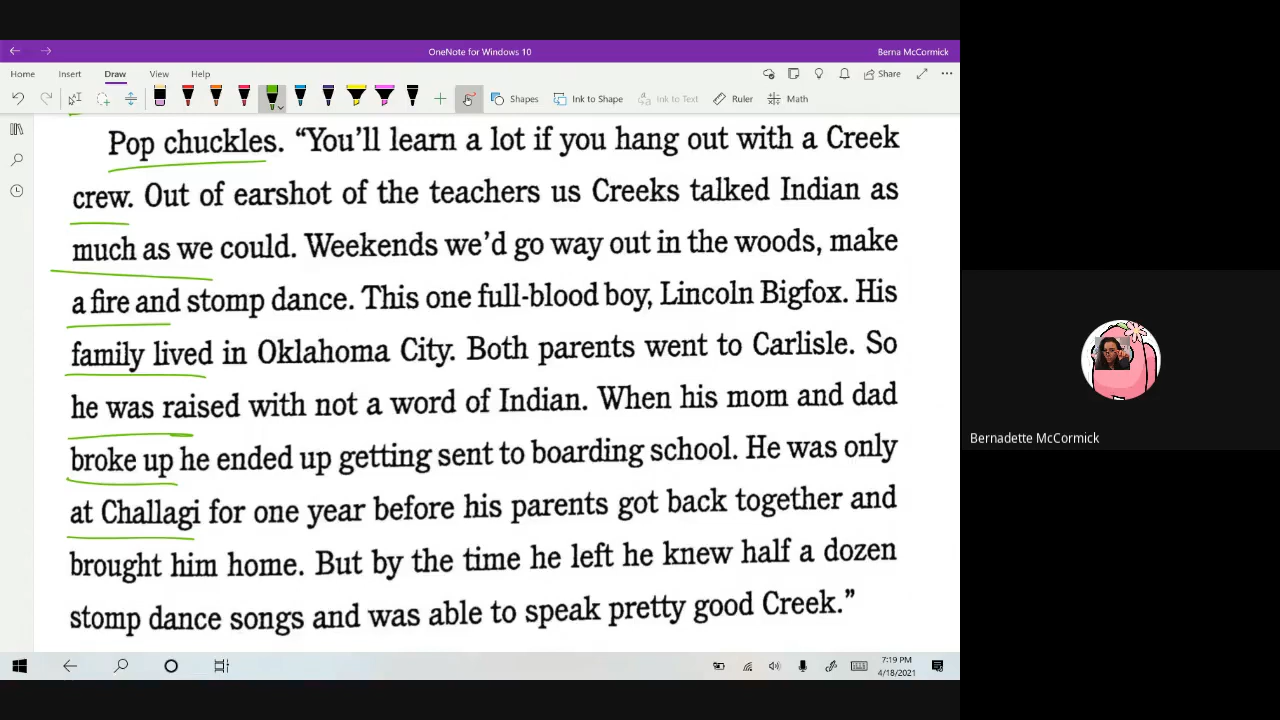 OneNote for Windows 10
Berna McCormick
Home Insert Draw View Help
Share
Shapes Ink to Shape Ink to Text Ruler Math
Pop chuckles. “You’ll learn a lot if you hang out with a Creek
crew. Out of earshot of the teachers us Creeks talked Indian as
much as we could. Weekends we’d go way out in the woods, make
a fire and stomp dance. This one full-blood boy, Lincoln Bigfox. His
family lived in Oklahoma City. Both parents went to Carlisle. So
he was raised with not a word of Indian. When his mom and dad
broke up he ended up getting sent to boarding school. He was only
at Challagi for one year before his parents got back together and
brought him home. But by the time he left he knew half a dozen
stomp dance songs and was able to speak pretty good Creek.”
Bernadette McCormick
7:19 PM
4/18/2021